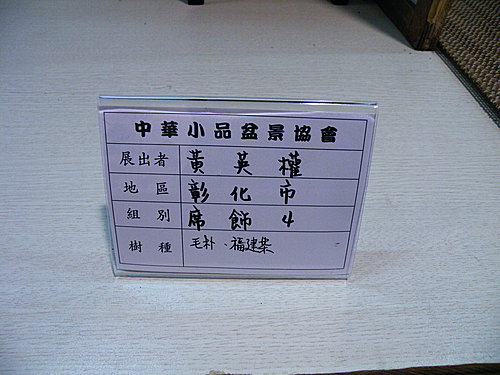 中華小品盆景協會
展出者 黃英權
地區 彰化市
組別 席飾 4
樹種 毛朴、福建茶